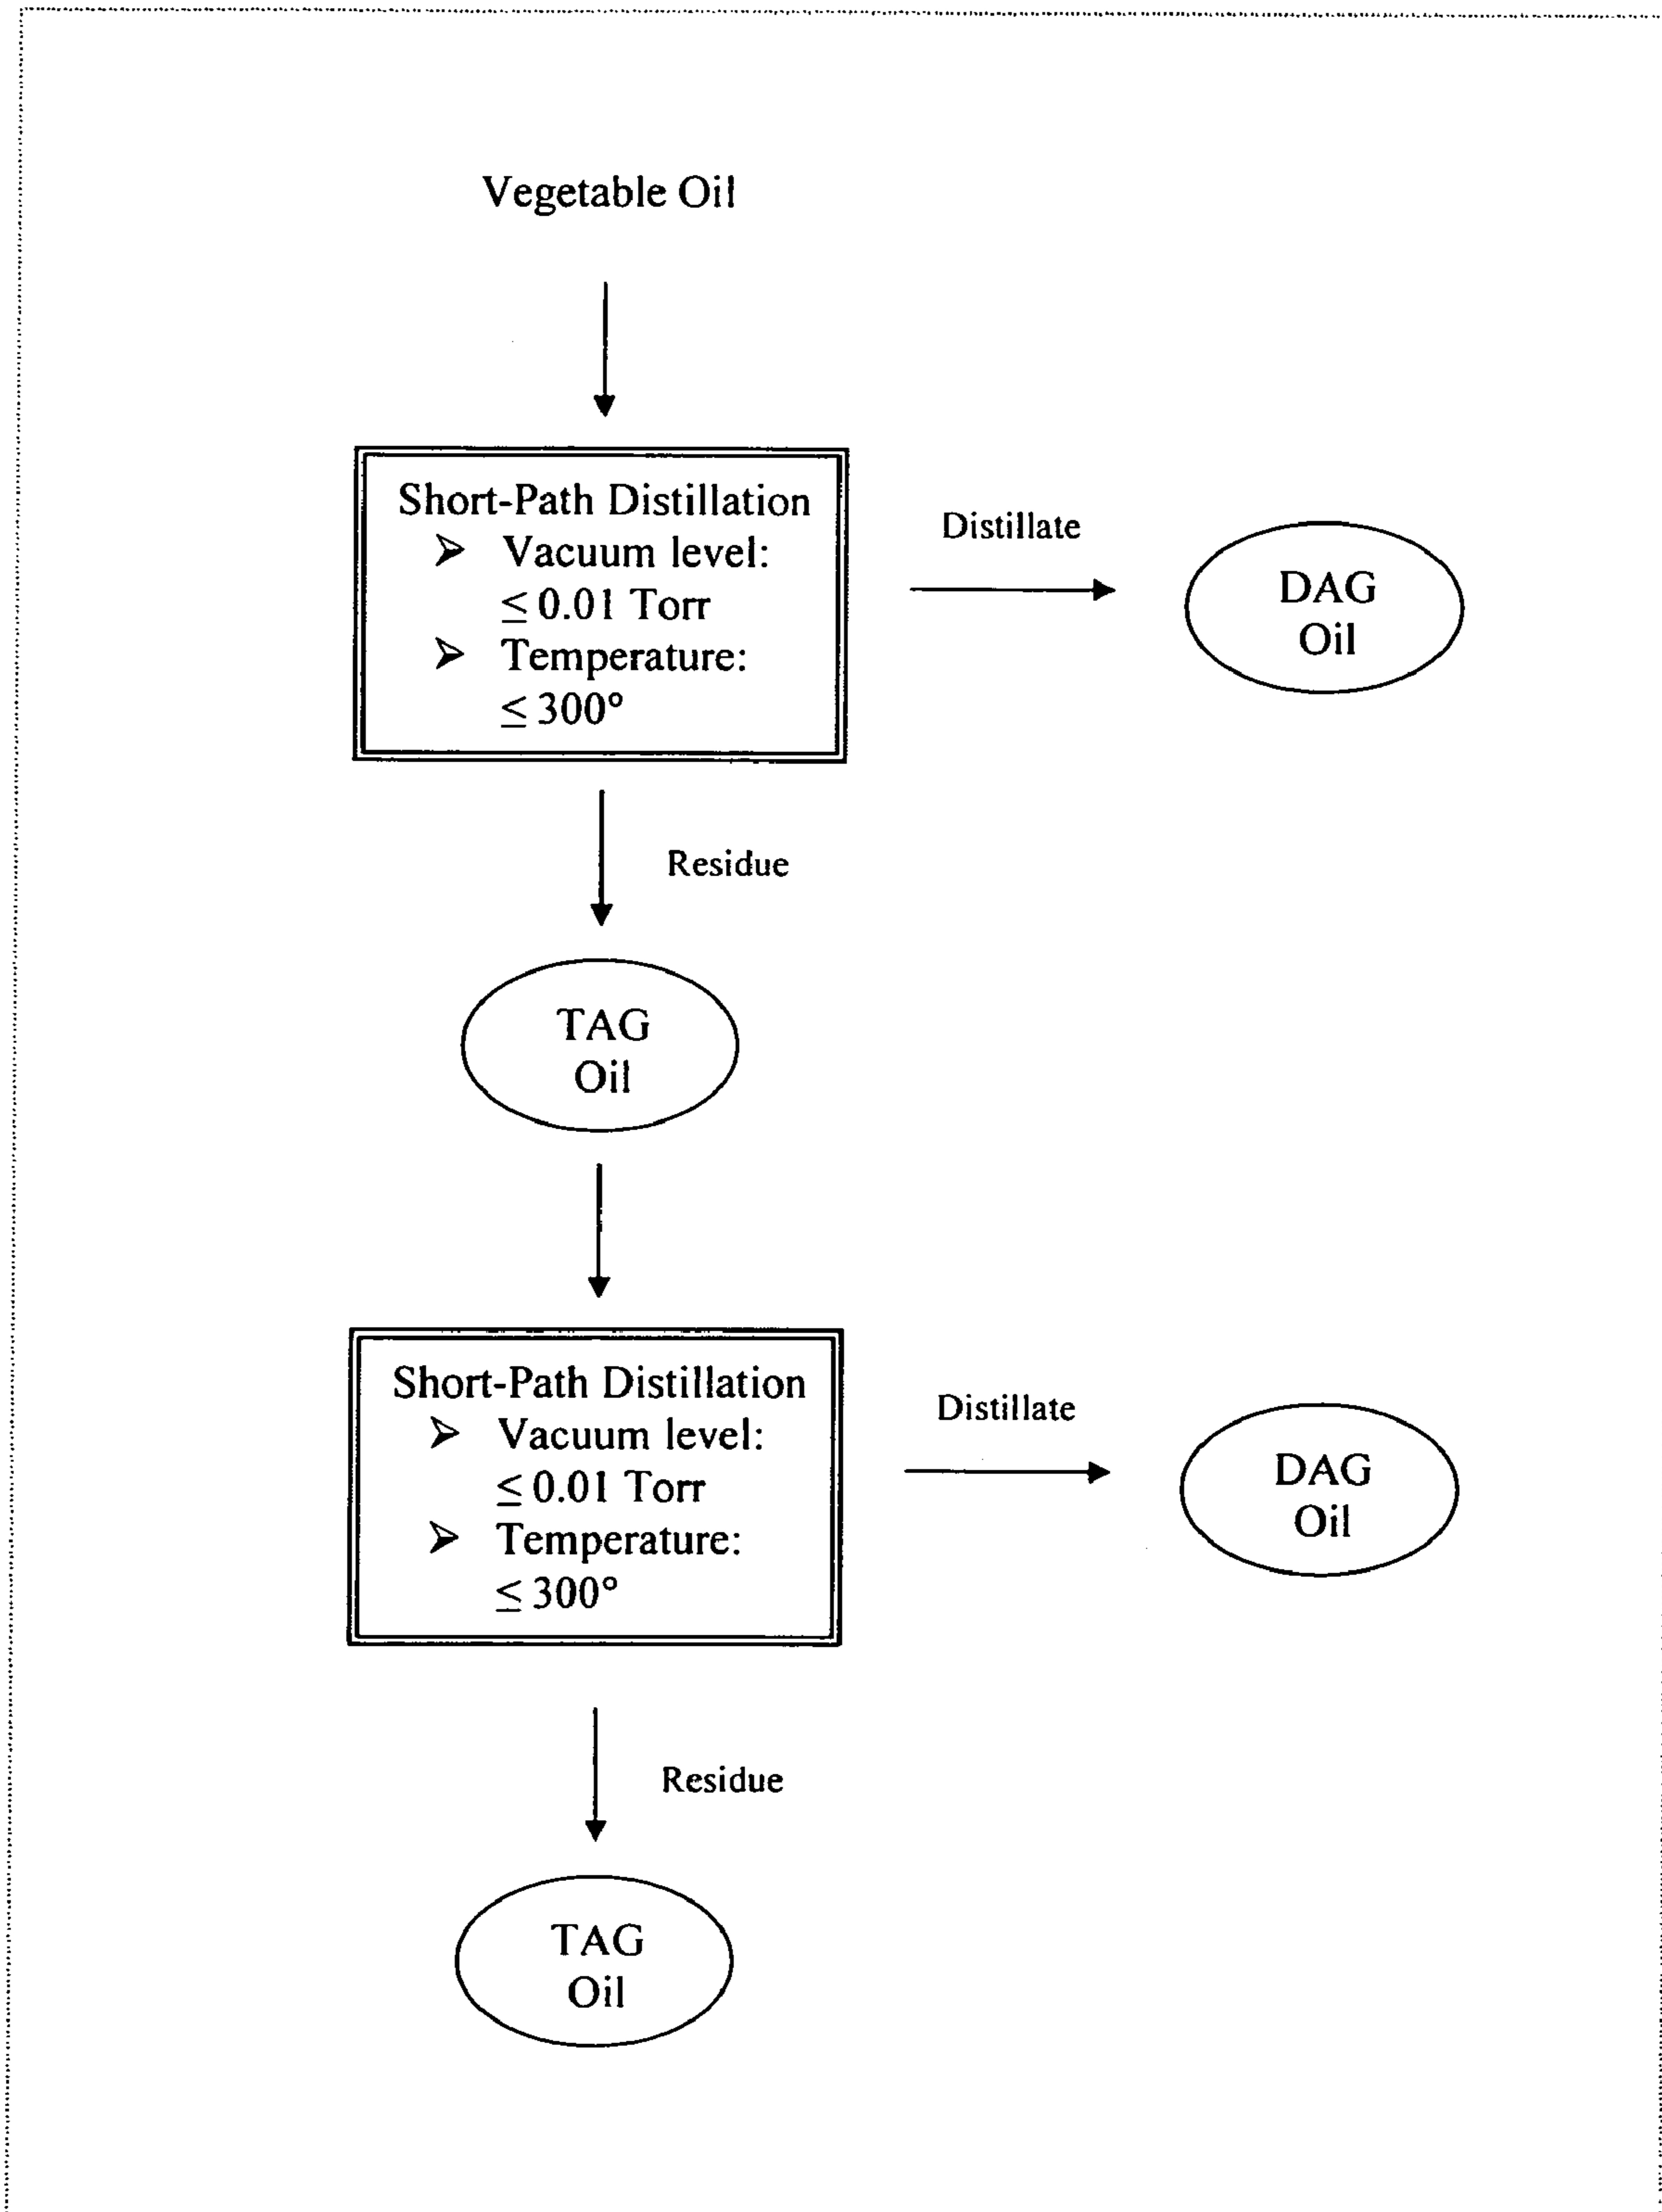 Vegetable Oil
Short-Path Distillation
➢ Vacuum level:
≤ 0.01 Torr
➢ Temperature:
≤ 300°
Distillate
DAG
Oil
Residue
TAG
Oil
Short-Path Distillation
➢ Vacuum level:
≤ 0.01 Torr
➢ Temperature:
≤ 300°
Distillate
DAG
Oil
Residue
TAG
Oil